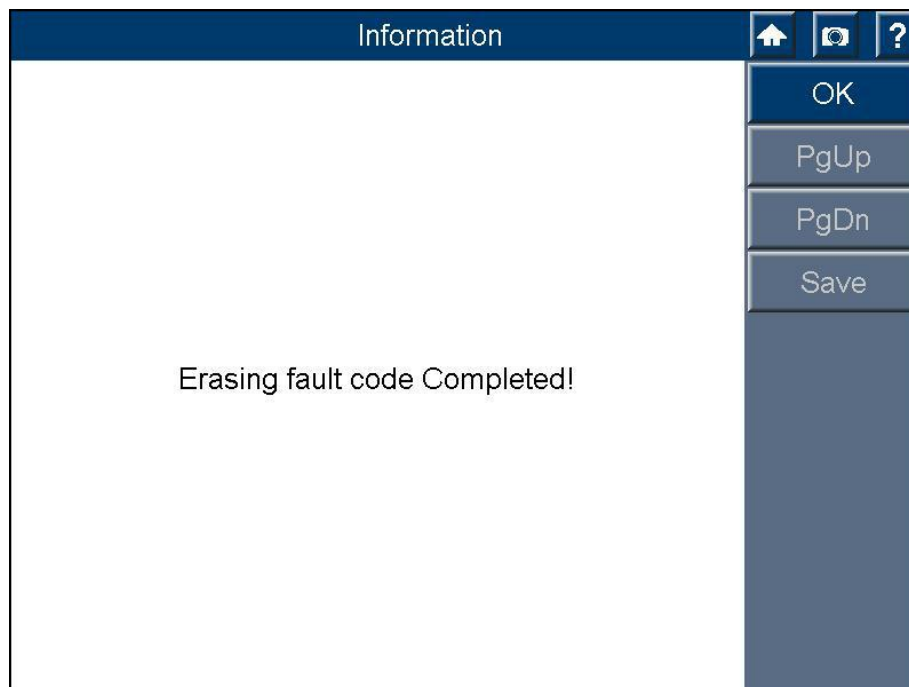 Information
?
OK
PgUp
PgDn
Save
Erasing fault code Completed!